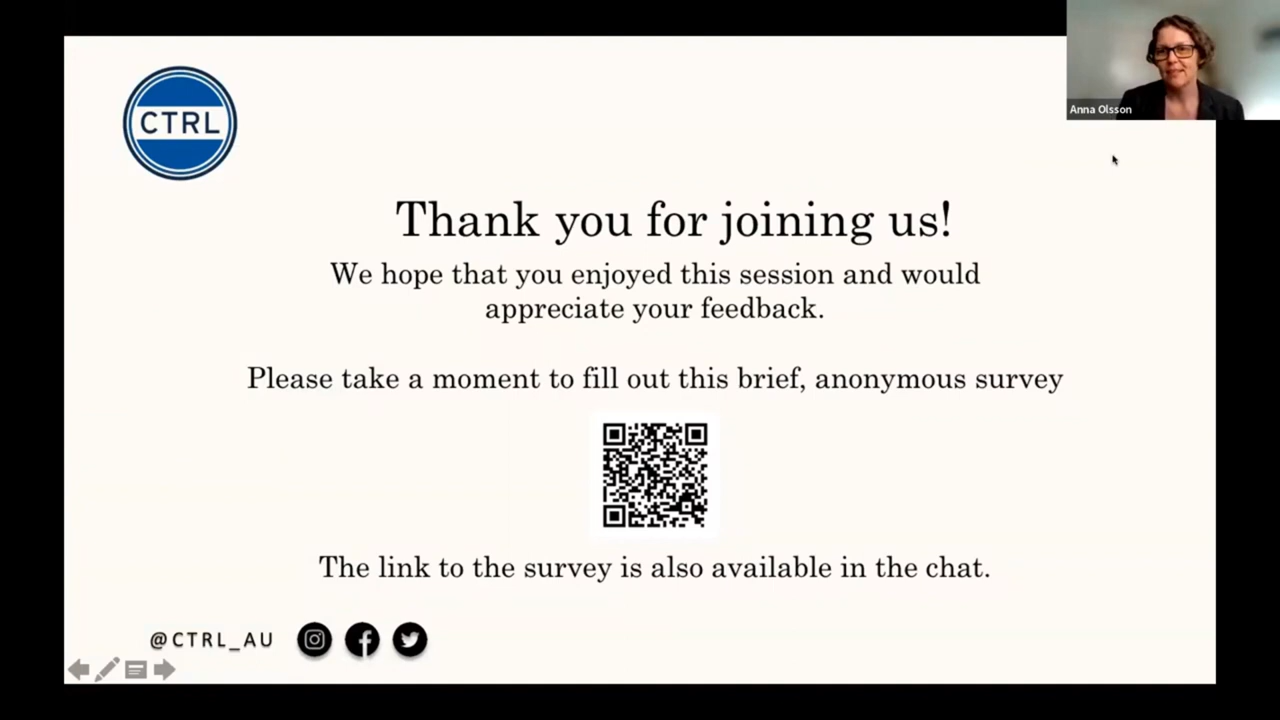 CTRL
Anna Olsson
Thank you for joining us!
We hope that you enjoyed this session and would
appreciate your feedback.
Please take a moment to fill out this brief, anonymous survey
The link to the survey is also available in the chat.
@CTRL_AU